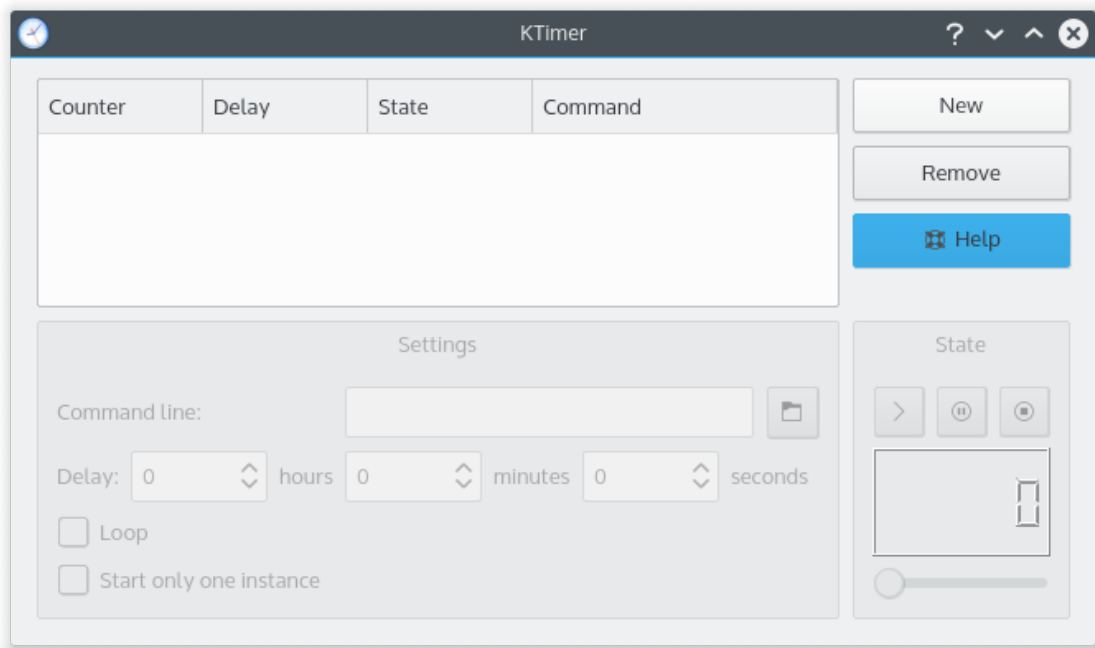 KTimer
Counter Delay State Command
New
Remove
Help
Settings
Command line:
Delay: 0 hours 0 minutes 0 seconds
Loop
Start only one instance
State
0